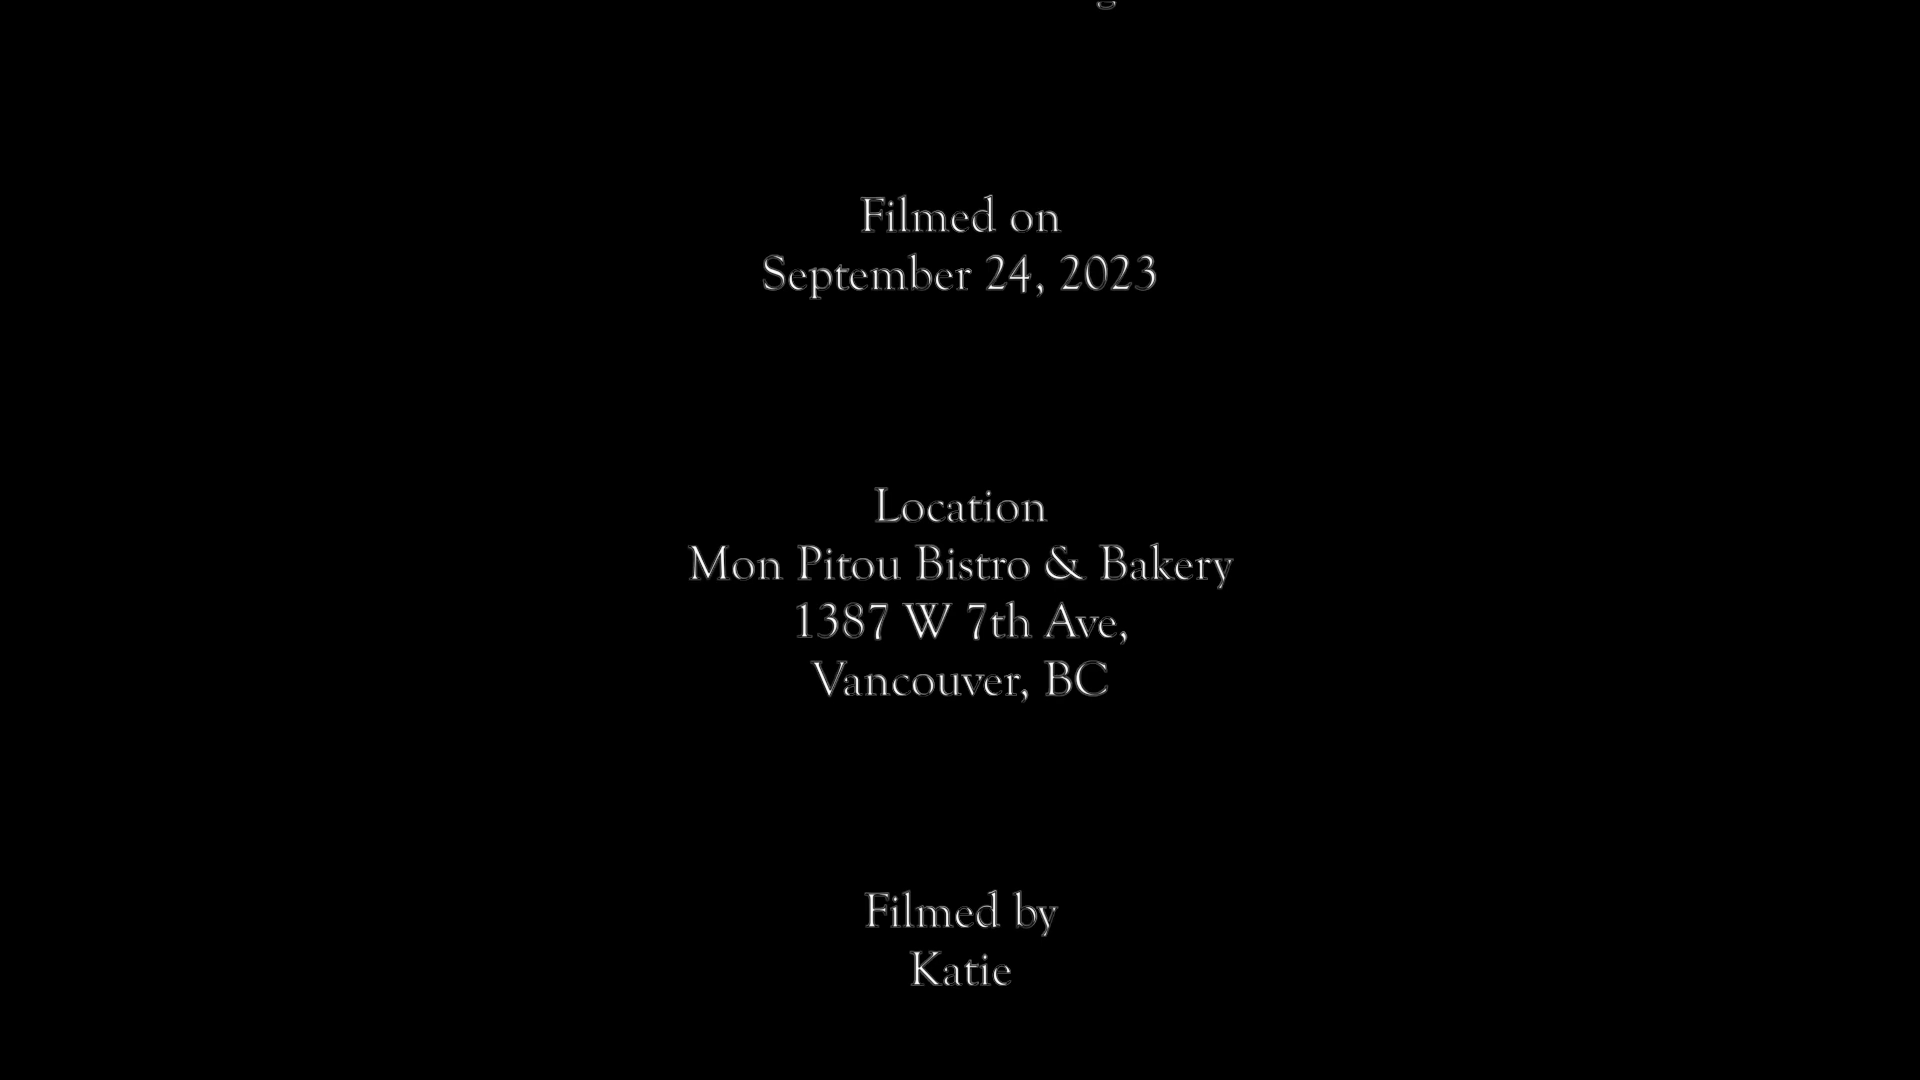 Filmed on
September 24, 2023
Location
Mon Pitou Bistro & Bakery
1387 W 7th Ave,
Vancouver, BC
Filmed by
Katie